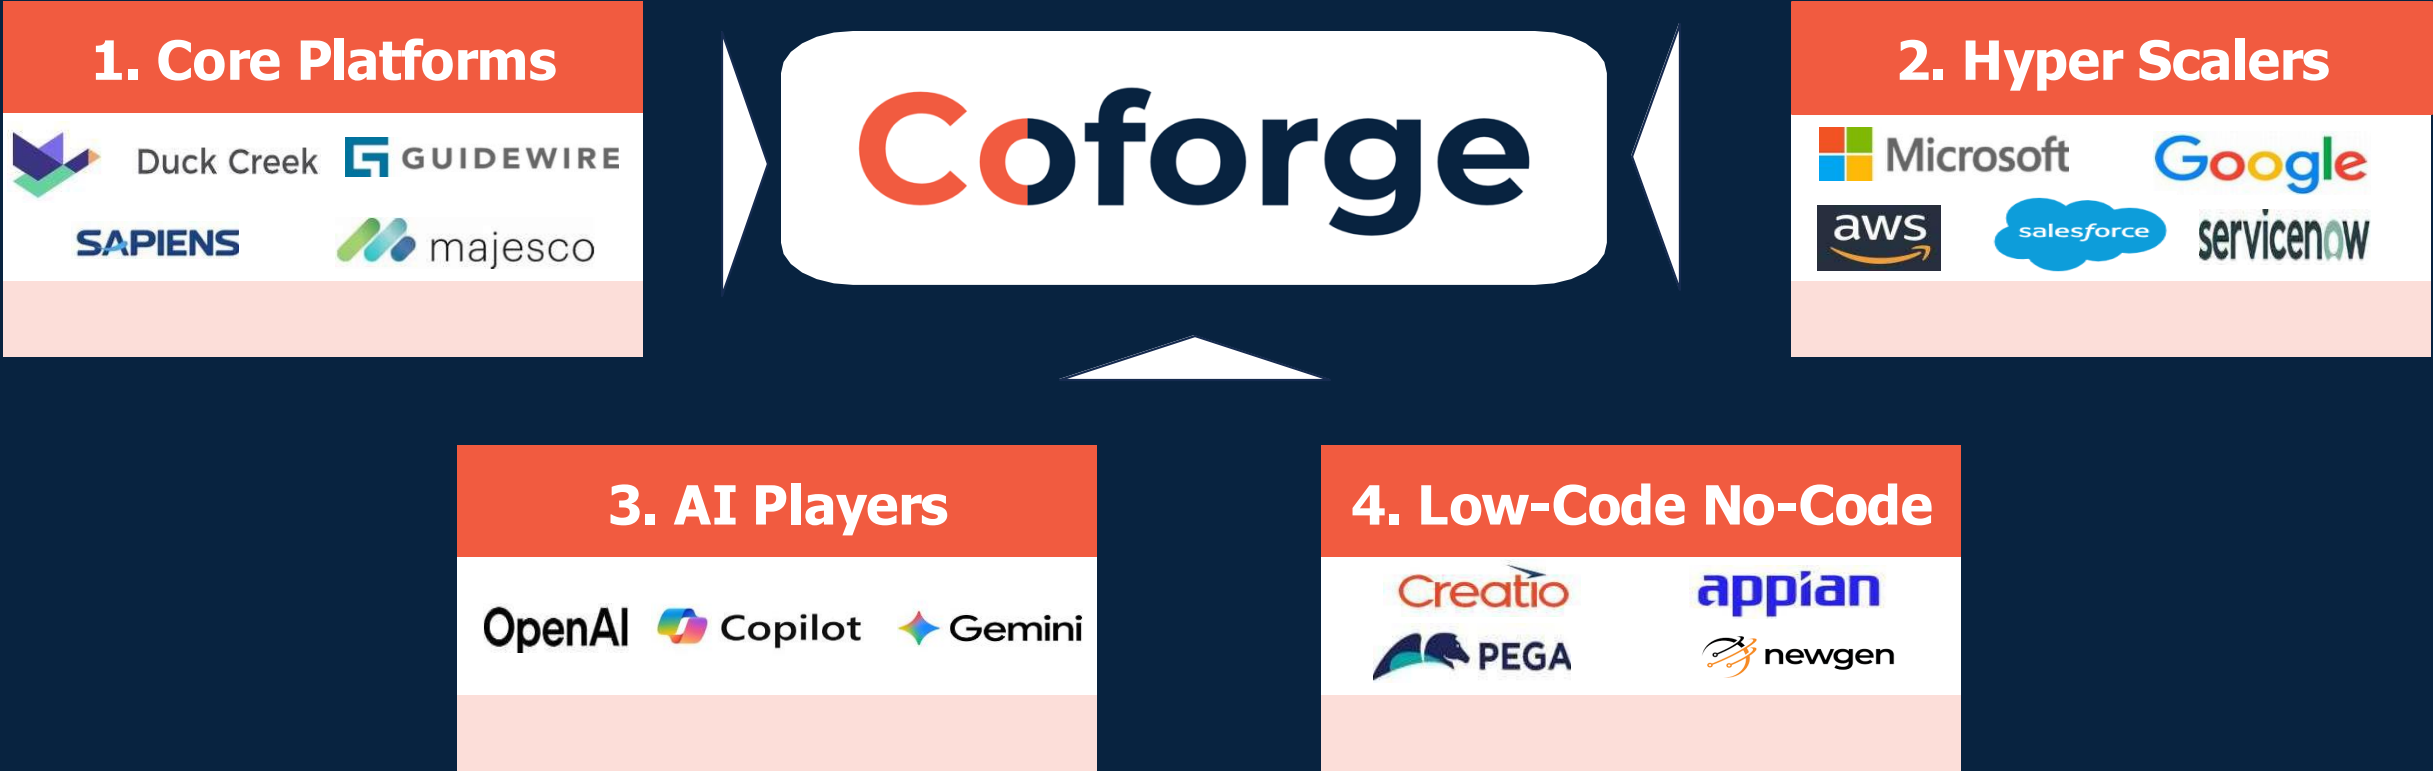 1. Core Platforms
Duck Creek
GUIDEWIRE
SAPIENS
majesco
Coforge
2. Hyper Scalers
Microsoft
Google
aws
salesforce
servicenow
3. AI Players
OpenAI
Copilot
Gemini
4. Low-Code No-Code
Creatio
appian
PEGA
newgen